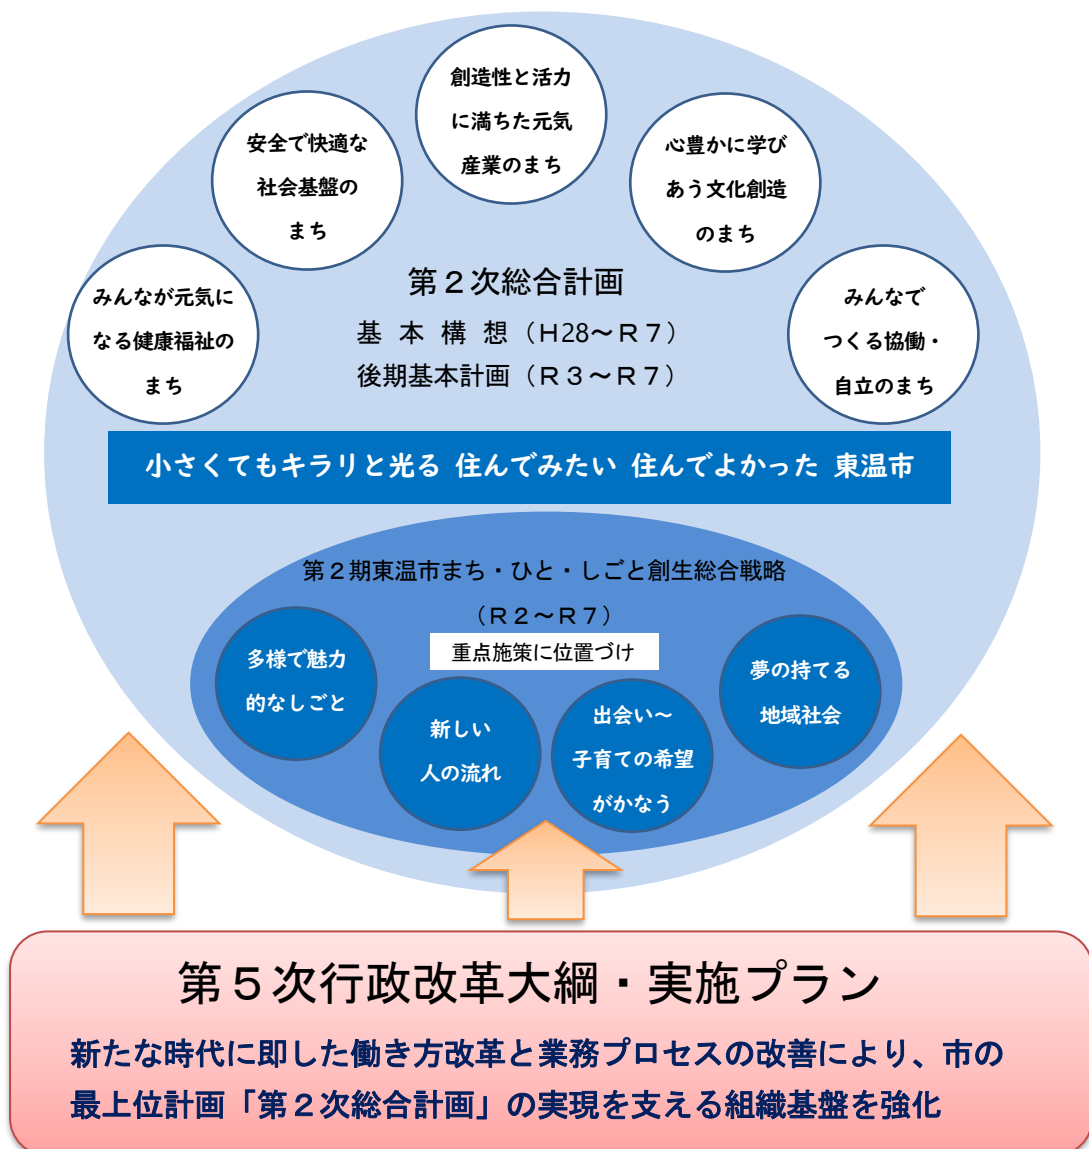 創造性と活力
に満ちた元気
産業のまち
安全で快適な
社会基盤の
まち
心豊かに学び
あう文化創造
のまち
みんなが元気に
なる健康福祉の
まち
みんなで
つくる協働・
自立のまち
第２次総合計画
基本構想（H28～R７）
後期基本計画（R３～R７）
小さくてもキラリと光る 住んでみたい 住んでよかった 東温市
第２期東温市まち・ひと・しごと創生総合戦略
（R２～R７）
重点施策に位置づけ
多様で魅力
的なしごと
新しい
人の流れ
出会い～
子育ての希望
がかなう
夢の持てる
地域社会
第５次行政改革大綱・実施プラン
新たな時代に即した働き方改革と業務プロセスの改善により、市の
最上位計画「第２次総合計画」の実現を支える組織基盤を強化